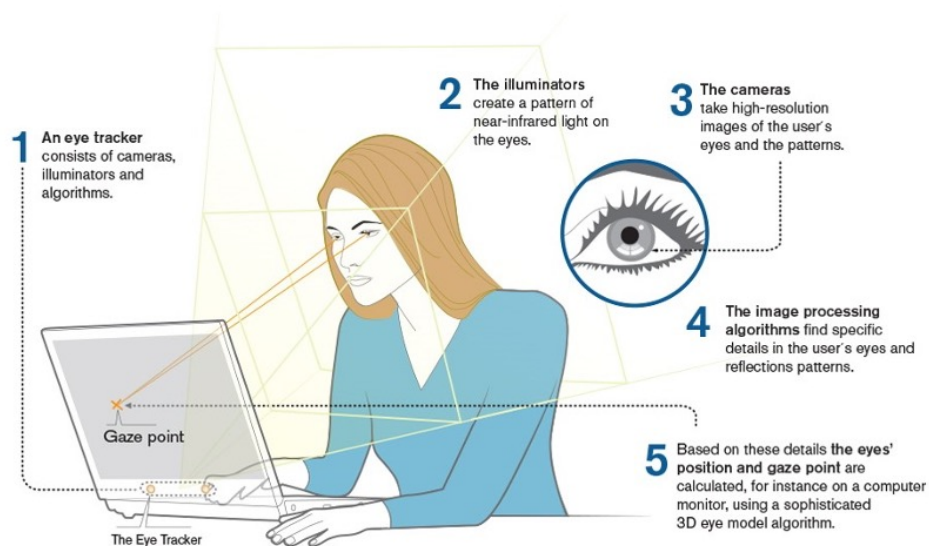 1
An eye tracker
consists of cameras,
illuminators and
algorithms.
2
The illuminators
create a pattern of
near-infrared light on
the eyes.
3
The cameras
take high-resolution
images of the user's
eyes and the patterns.
4
The image processing
algorithms find specific
details in the user's eyes and
reflections patterns.
5
Based on these details the eyes'
position and gaze point are
calculated, for instance on a computer
monitor, using a sophisticated
3D eye model algorithm.
Gaze point
The Eye Tracker